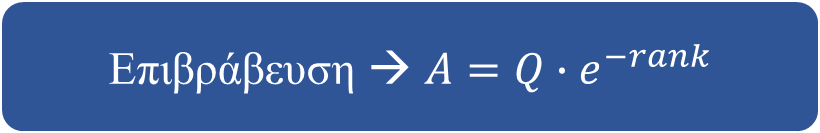 Επιβράβευση → A = Q · e^{-rank}